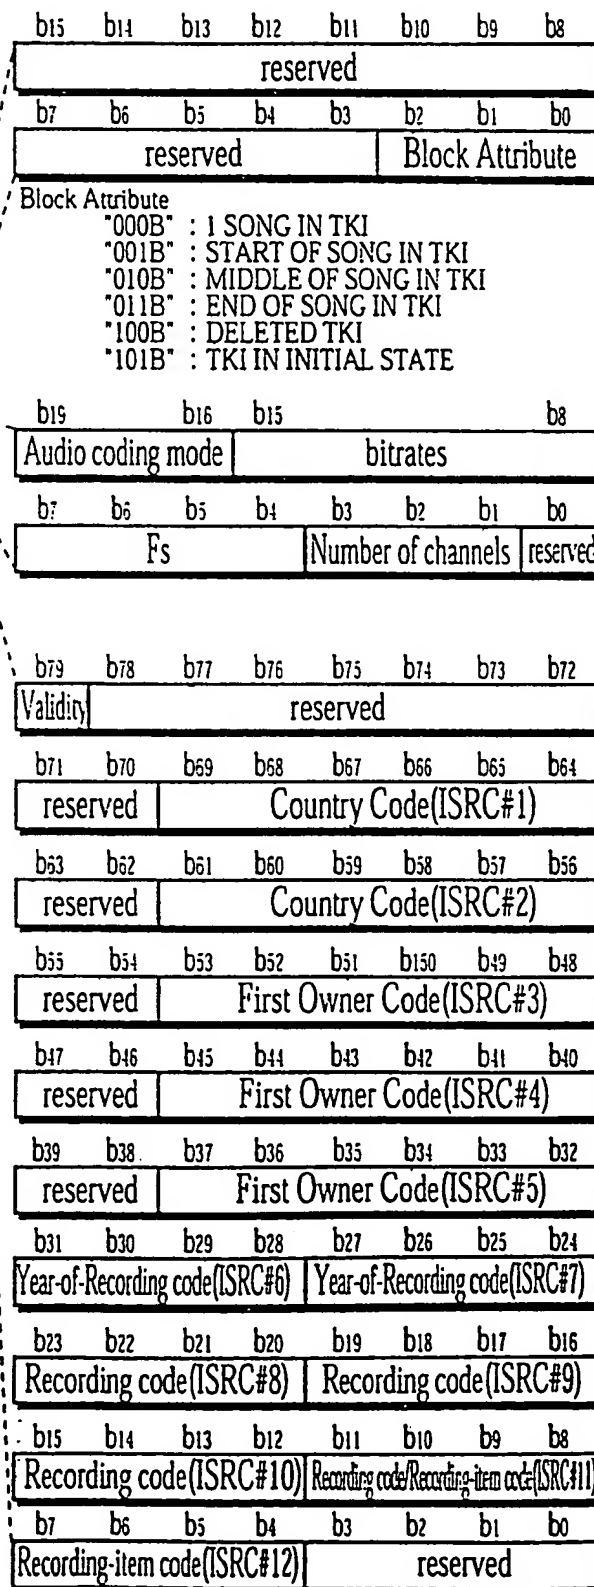 b15 b14 b13 b12 b11 b10 b9 b8
reserved
b7 b6 b5 b4 b3 b2 b1 b0
reserved Block Attribute
Block Attribute
"000B" : 1 SONG IN TKI
"001B" : START OF SONG IN TKI
"010B" : MIDDLE OF SONG IN TKI
"011B" : END OF SONG IN TKI
"100B" : DELETED TKI
"101B" : TKI IN INITIAL STATE
b19 b16 b15 b8
Audio coding mode bitrates
b7 b6 b5 b4 b3 b2 b1 b0
Fs Number of channels reserved
b79 b78 b77 b76 b75 b74 b73 b72
Validity reserved
b71 b70 b69 b68 b67 b66 b65 b64
reserved Country Code(ISRC#1)
b63 b62 b61 b60 b59 b58 b57 b56
reserved Country Code(ISRC#2)
b55 b54 b53 b52 b51 b150 b49 b48
reserved First Owner Code(ISRC#3)
b47 b46 b45 b44 b43 b42 b41 b40
reserved First Owner Code(ISRC#4)
b39 b38 b37 b36 b35 b34 b33 b32
reserved First Owner Code(ISRC#5)
b31 b30 b29 b28 b27 b26 b25 b24
Year-of-Recording code(ISRC#6) Year-of-Recording code(ISRC#7)
b23 b22 b21 b20 b19 b18 b17 b16
Recording code(ISRC#8) Recording code(ISRC#9)
b15 b14 b13 b12 b11 b10 b9 b8
Recording code(ISRC#10) Recording code/Recording-item code(ISRC#11)
b7 b6 b5 b4 b3 b2 b1 b0
Recording-item code(ISRC#12) reserved